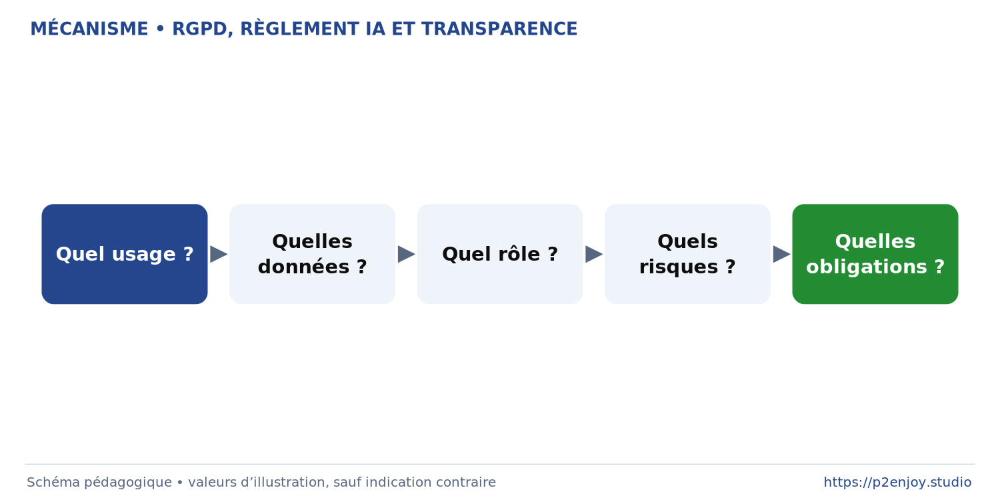 MÉCANISME • RGPD, RÈGLEMENT IA ET TRANSPARENCE
Quel usage ?
Quelles
données ?
Quel rôle ?
Quels
risques ?
Quelles
obligations ?
Schéma pédagogique • valeurs d’illustration, sauf indication contraire
https://p2enjoy.studio